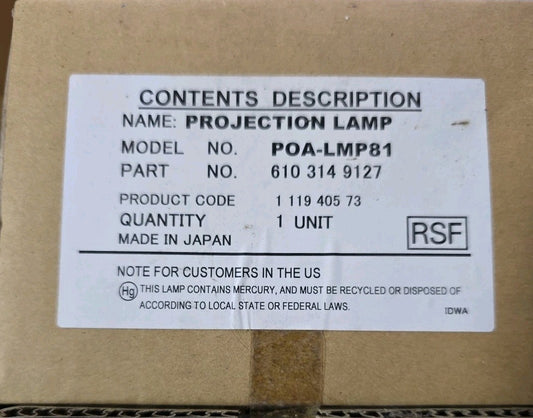 CONTENTS DESCRIPTION
NAME: PROJECTION LAMP
MODEL NO. POA-LMP81
PART NO. 610 314 9127
PRODUCT CODE 1 119 405 73
QUANTITY 1 UNIT
MADE IN JAPAN
RSF
NOTE FOR CUSTOMERS IN THE US
Hg THIS LAMP CONTAINS MERCURY, AND MUST BE RECYCLED OR DISPOSED OF
ACCORDING TO LOCAL STATE OR FEDERAL LAWS.
IDWA